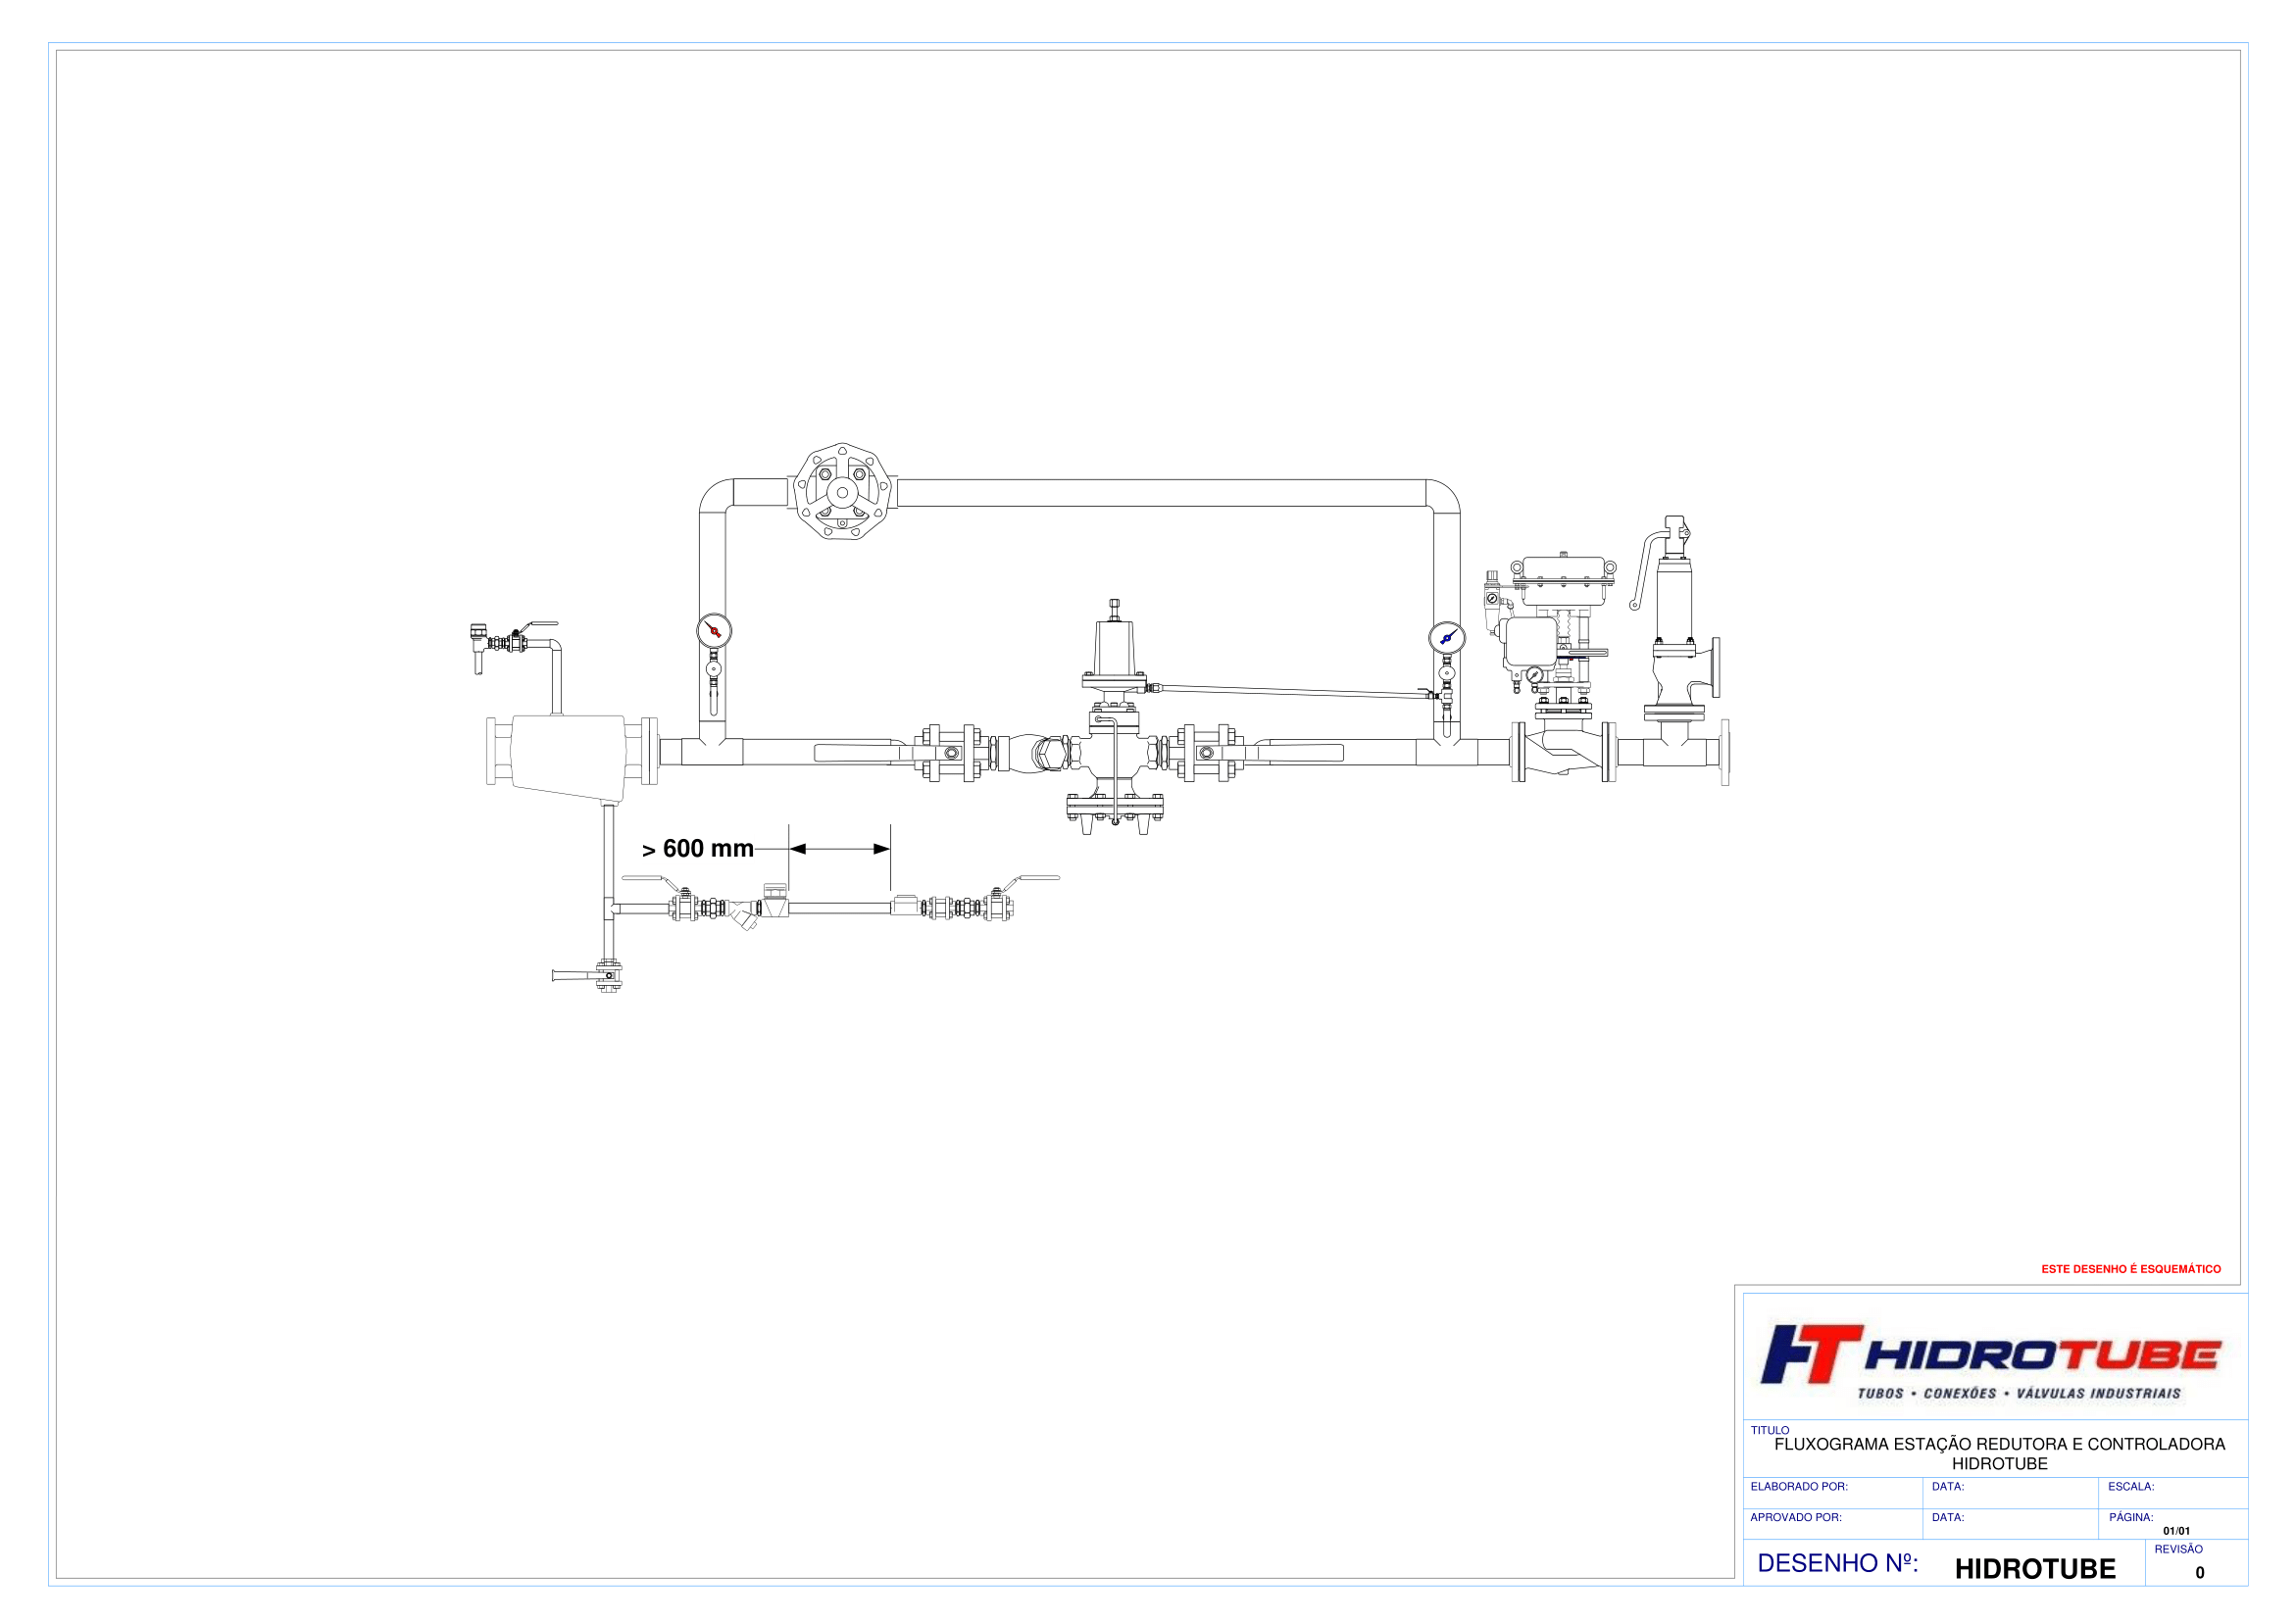 > 600 mm
ESTE DESENHO É ESQUEMÁTICO
HT HIDROTUBE
TUBOS • CONEXÕES • VÁLVULAS INDUSTRIAIS
TITULO
FLUXOGRAMA ESTAÇÃO REDUTORA E CONTROLADORA
HIDROTUBE
ELABORADO POR: DATA: ESCALA:
APROVADO POR: DATA: PÁGINA:
01/01
DESENHO Nº: HIDROTUBE
REVISÃO
0